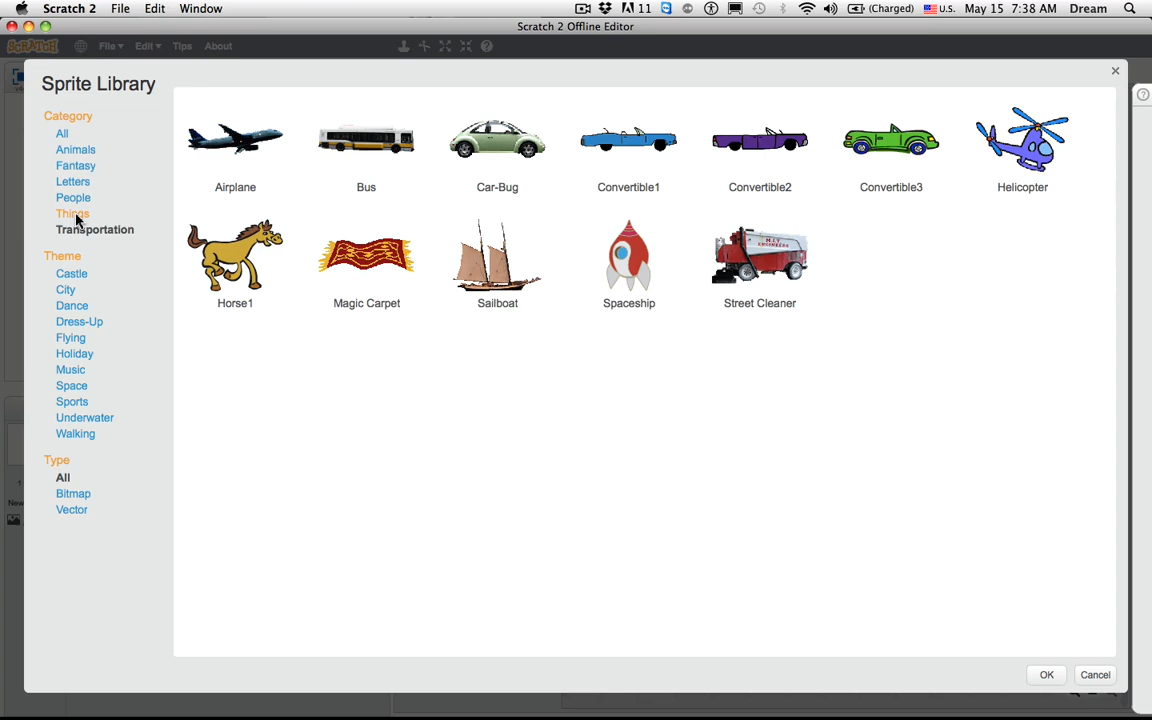 Scratch 2 File Edit Window 11 (Charged) U.S. May 15 7:38 AM Dream
Scratch 2 Offline Editor
SCRATCH File Edit Tips About
Sprite Library
Category
All
Animals
Fantasy
Letters
People
Things
Transportation
Theme
Castle
City
Dance
Dress-Up
Flying
Holiday
Music
Space
Sports
Underwater
Walking
Type
All
Bitmap
Vector
Airplane Bus Car-Bug Convertible1 Convertible2 Convertible3 Helicopter
M.I.T.
ENGINEERS
Horse1 Magic Carpet Sailboat Spaceship Street Cleaner
New
OK Cancel